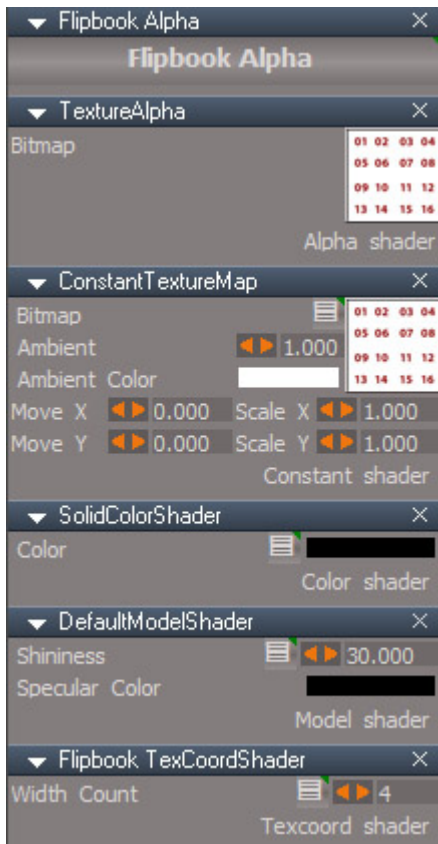 Flipbook Alpha
Flipbook Alpha
TextureAlpha
Bitmap
01 02 03 04
05 06 07 08
09 10 11 12
13 14 15 16
Alpha shader
ConstantTextureMap
Bitmap
01 02 03 04
05 06 07 08
09 10 11 12
13 14 15 16
Ambient 1.000
Ambient Color
Move X 0.000 Scale X 1.000
Move Y 0.000 Scale Y 1.000
Constant shader
SolidColorShader
Color
Color shader
DefaultModelShader
Shininess 30.000
Specular Color
Model shader
Flipbook TexCoordShader
Width Count 4
Texcoord shader